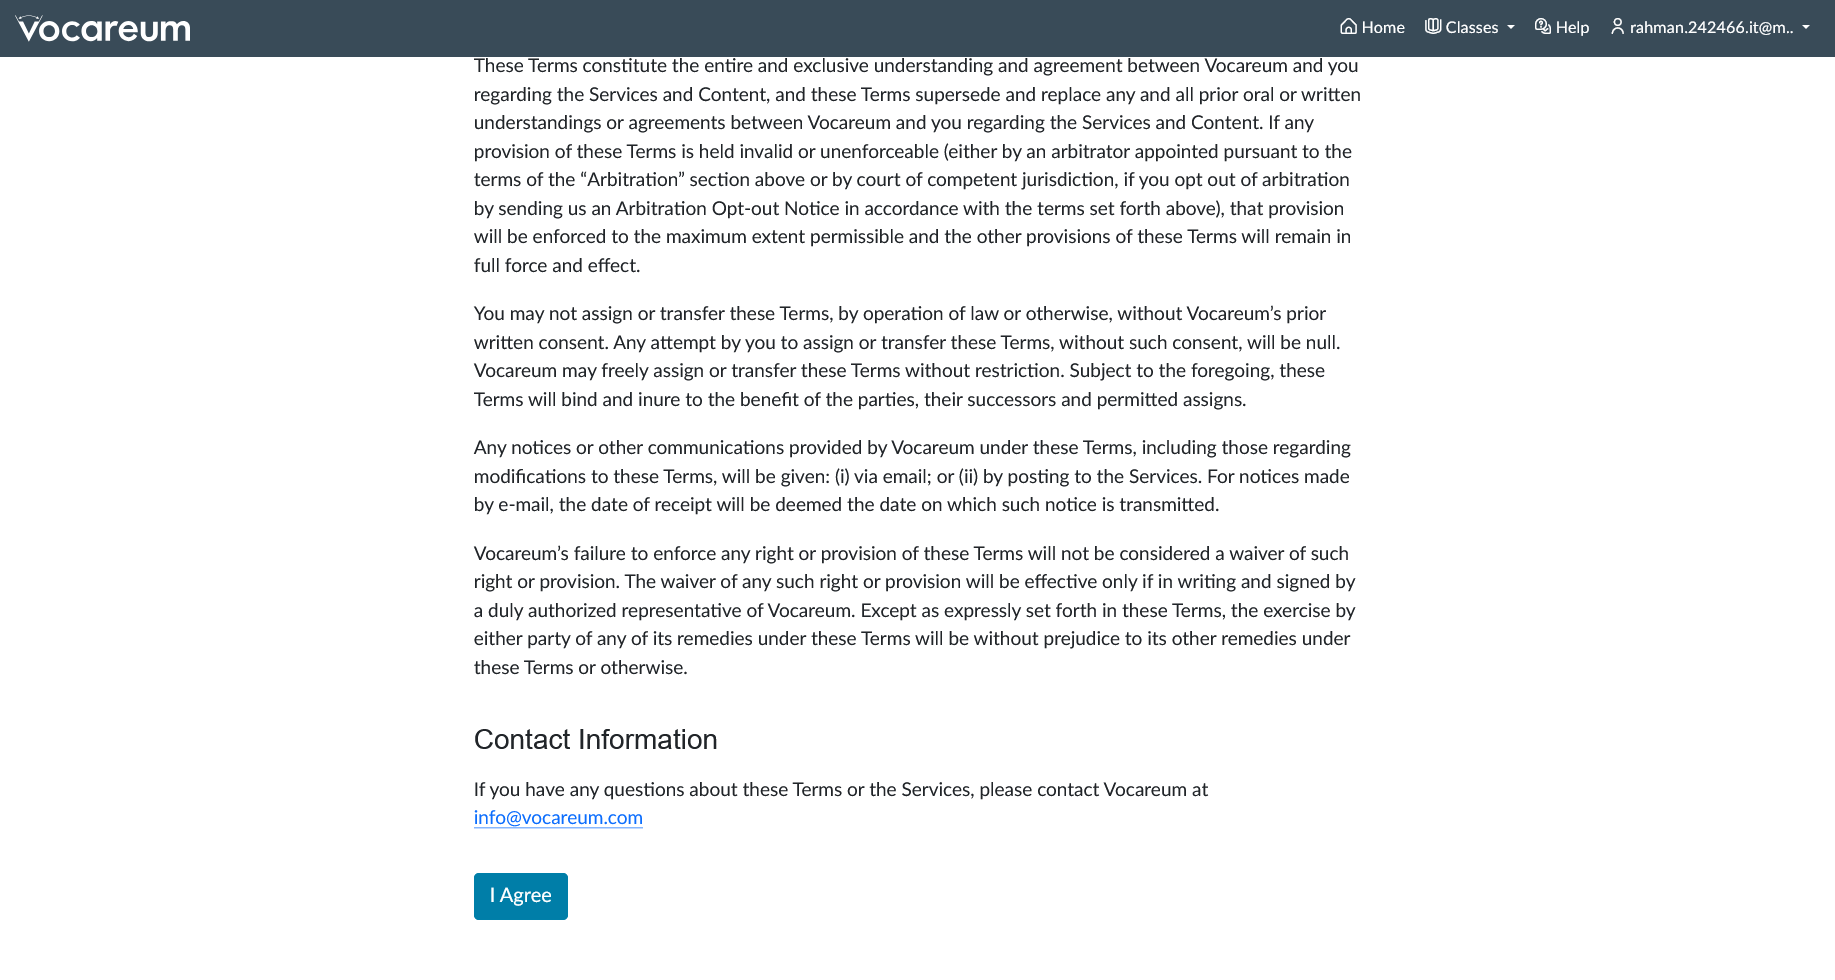 Vocareum
Home Classes Help rahman.242466.it@m..
These Terms constitute the entire and exclusive understanding and agreement between Vocareum and you
regarding the Services and Content, and these Terms supersede and replace any and all prior oral or written
understandings or agreements between Vocareum and you regarding the Services and Content. If any
provision of these Terms is held invalid or unenforceable (either by an arbitrator appointed pursuant to the
terms of the “Arbitration” section above or by court of competent jurisdiction, if you opt out of arbitration
by sending us an Arbitration Opt-out Notice in accordance with the terms set forth above), that provision
will be enforced to the maximum extent permissible and the other provisions of these Terms will remain in
full force and effect.
You may not assign or transfer these Terms, by operation of law or otherwise, without Vocareum’s prior
written consent. Any attempt by you to assign or transfer these Terms, without such consent, will be null.
Vocareum may freely assign or transfer these Terms without restriction. Subject to the foregoing, these
Terms will bind and inure to the benefit of the parties, their successors and permitted assigns.
Any notices or other communications provided by Vocareum under these Terms, including those regarding
modifications to these Terms, will be given: (i) via email; or (ii) by posting to the Services. For notices made
by e-mail, the date of receipt will be deemed the date on which such notice is transmitted.
Vocareum’s failure to enforce any right or provision of these Terms will not be considered a waiver of such
right or provision. The waiver of any such right or provision will be effective only if in writing and signed by
a duly authorized representative of Vocareum. Except as expressly set forth in these Terms, the exercise by
either party of any of its remedies under these Terms will be without prejudice to its other remedies under
these Terms or otherwise.
Contact Information
If you have any questions about these Terms or the Services, please contact Vocareum at
info@vocareum.com
I Agree